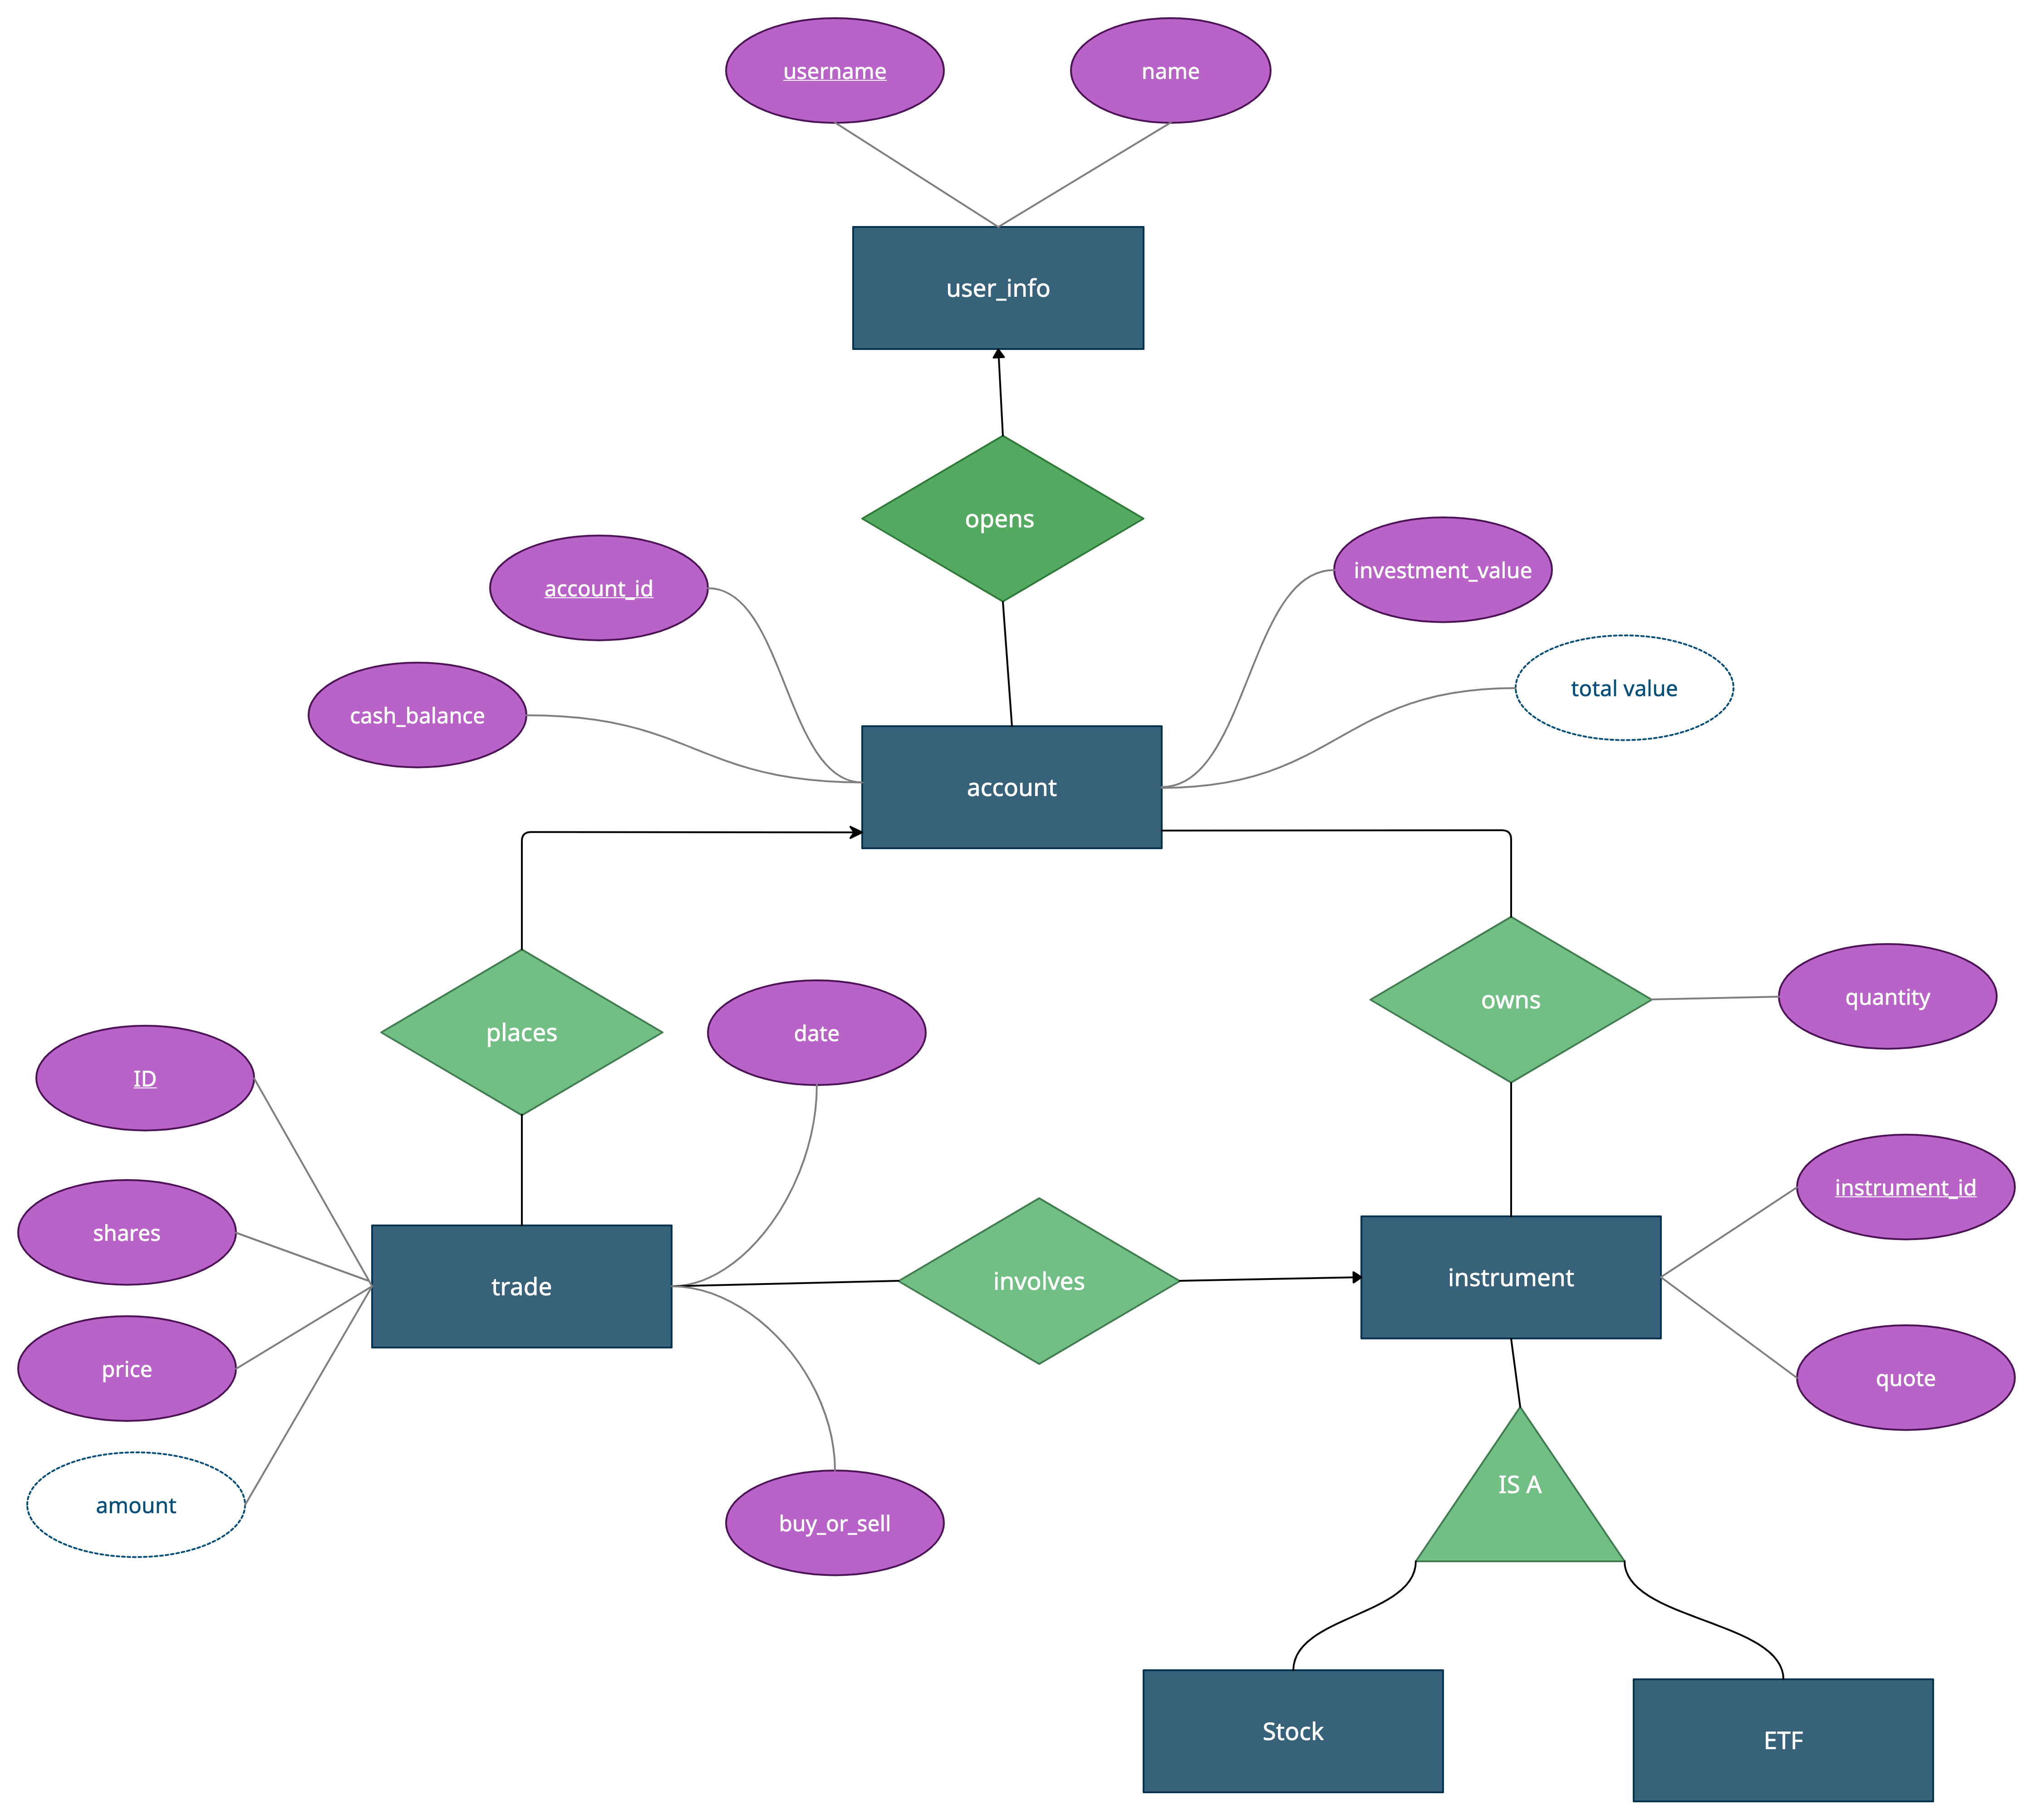 username
name
user_info
opens
account_id
investment_value
cash_balance
total value
account
places
date
owns
quantity
ID
shares
trade
involves
instrument
instrument_id
price
quote
amount
buy_or_sell
IS A
Stock
ETF